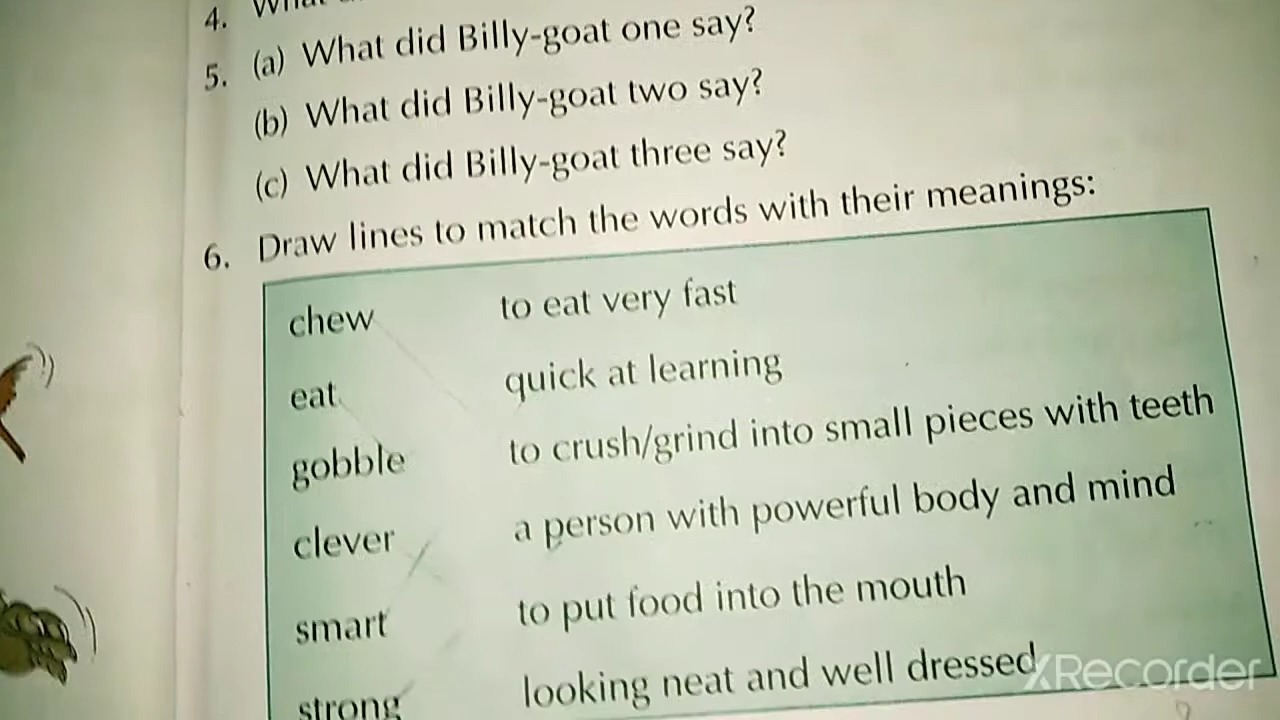 4. What
5. (a) What did Billy-goat one say?
(b) What did Billy-goat two say?
(c) What did Billy-goat three say?
6. Draw lines to match the words with their meanings:
chew to eat very fast
eat quick at learning
gobble to crush/grind into small pieces with teeth
clever a person with powerful body and mind
smart to put food into the mouth
strong looking neat and well dressed
XRecorder